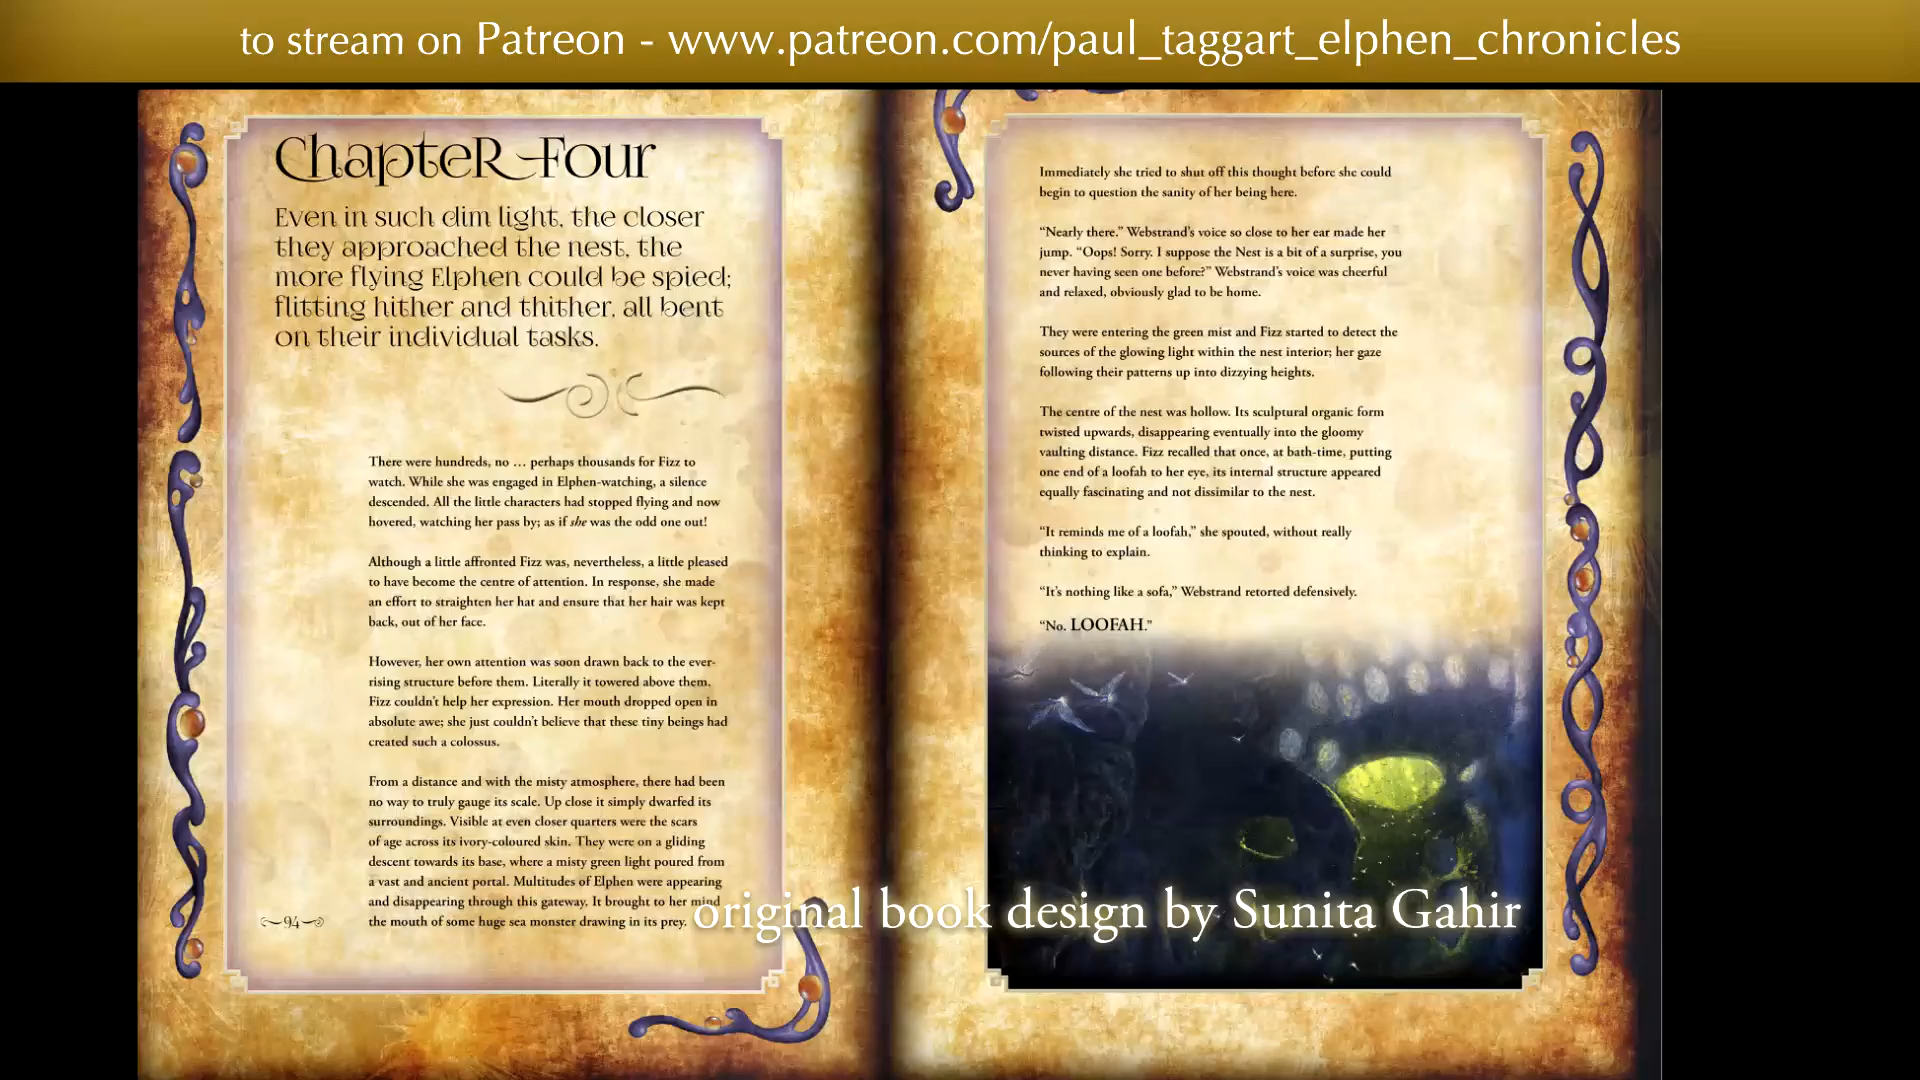 to stream on Patreon - www.patreon.com/paul_taggart_elphen_chronicles
Chapter Four
Even in such dim light, the closer
they approached the nest, the
more flying Elphen could be spied;
flitting hither and thither, all bent
on their individual tasks.
There were hundreds, no … perhaps thousands for Fizz to
watch. While she was engaged in Elphen-watching, a silence
descended. All the little characters had stopped flying and now
hovered, watching her pass by; as if she was the odd one out!
Although a little affronted Fizz was, nevertheless, a little pleased
to have become the centre of attention. In response, she made
an effort to straighten her hat and ensure that her hair was kept
back, out of her face.
However, her own attention was soon drawn back to the ever-
rising structure before them. Literally it towered above them.
Fizz couldn't help her expression. Her mouth dropped open in
absolute awe; she just couldn't believe that these tiny beings had
created such a colossus.
From a distance and with the misty atmosphere, there had been
no way to truly gauge its scale. Up close it simply dwarfed its
surroundings. Visible at even closer quarters were the scars
of age across its ivory-coloured skin. They were on a gliding
descent towards its base, where a misty green light poured from
a vast and ancient portal. Multitudes of Elphen were appearing
and disappearing through this gateway. It brought to her mind
the mouth of some huge sea monster drawing in its prey.
94
Immediately she tried to shut off this thought before she could
begin to question the sanity of her being here.
“Nearly there.” Webstrand's voice so close to her ear made her
jump. “Oops! Sorry. I suppose the Nest is a bit of a surprise, you
never having seen one before?” Webstrand's voice was cheerful
and relaxed, obviously glad to be home.
They were entering the green mist and Fizz started to detect the
sources of the glowing light within the nest interior; her gaze
following their patterns up into dizzying heights.
The centre of the nest was hollow. Its sculptural organic form
twisted upwards, disappearing eventually into the gloomy
vaulting distance. Fizz recalled that once, at bath-time, putting
one end of a loofah to her eye, its internal structure appeared
equally fascinating and not dissimilar to the nest.
“It reminds me of a loofah,” she spouted, without really
thinking to explain.
“It's nothing like a sofa,” Webstrand retorted defensively.
“No. LOOFAH.”
original book design by Sunita Gahir